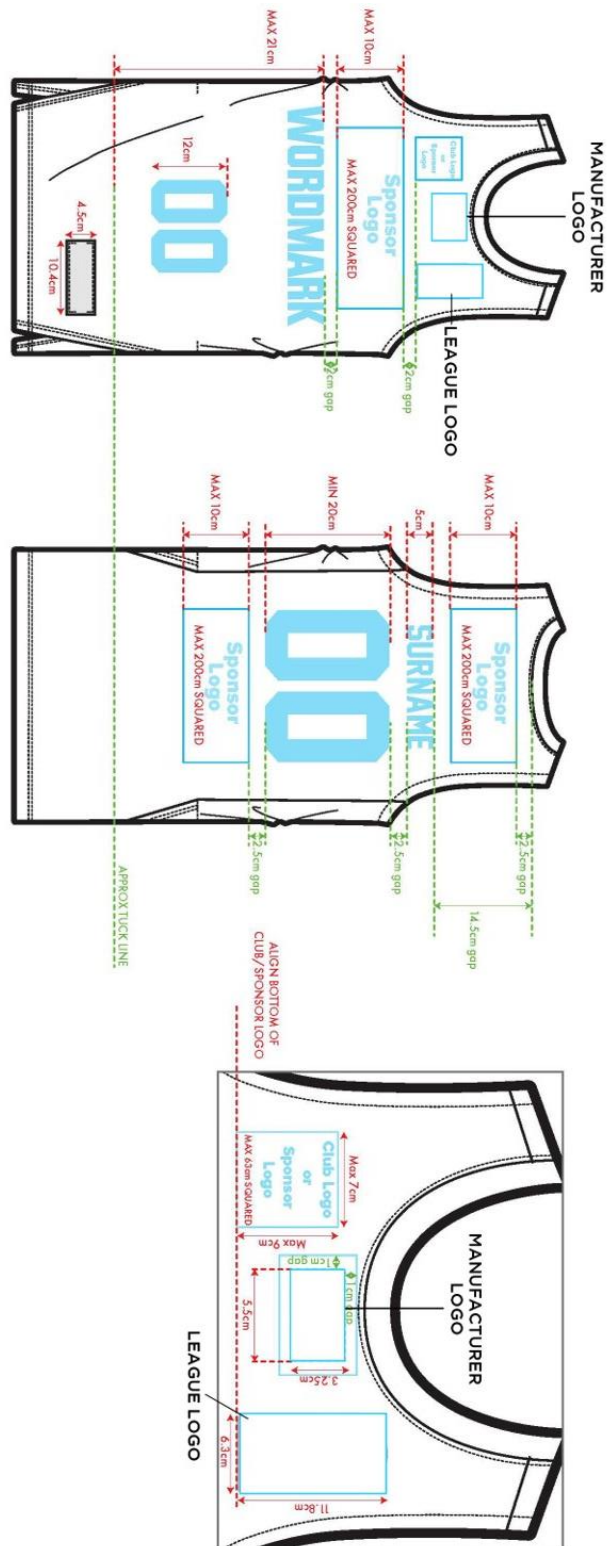 MANUFACTURER
LOGO
LEAGUE LOGO
Club Logo
or
Sponsor
Logo
MAX 10cm
Sponsor
Logo
MAX 200cm SQUARED
2cm gap
2cm gap
WORDMARK
MAX 21cm
12cm
00
4.5cm
10.4cm
MAX 10cm
Sponsor
Logo
MAX 200cm SQUARED
2.5cm gap
14.5cm gap
5cm
SURNAME
2.5cm gap
MIN 20cm
00
2.5cm gap
MAX 10cm
Sponsor
Logo
MAX 200cm SQUARED
APPROX TUCK LINE
MANUFACTURER
LOGO
Max 7cm
Club Logo
or
Sponsor
Logo
MAX 63cm SQUARED
Max 9cm
1cm gap
1cm gap
5.5cm
3.25cm
LEAGUE LOGO
6.3cm
11.8cm
ALIGN BOTTOM OF
CLUB/SPONSOR LOGO